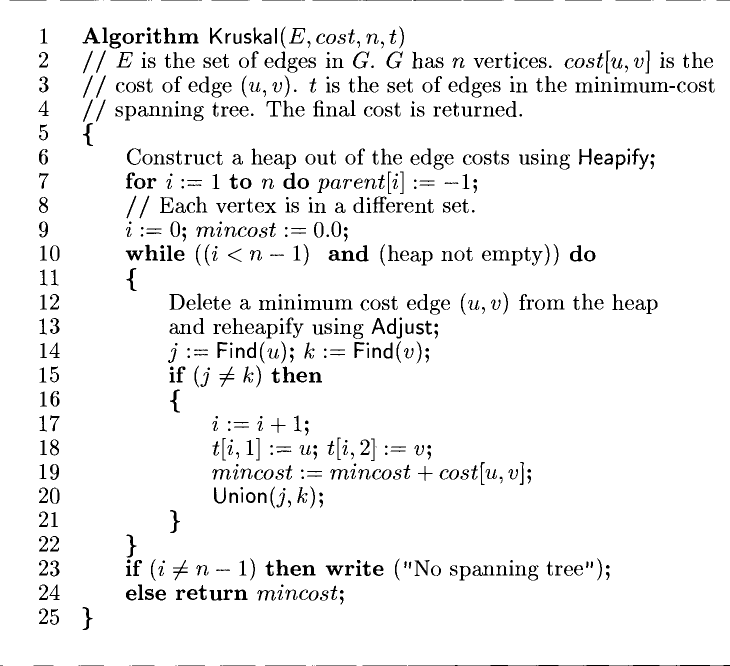 1 Algorithm Kruskal(E, cost, n, t)
2 // E is the set of edges in G. G has n vertices. cost[u, v] is the
3 // cost of edge (u, v). t is the set of edges in the minimum-cost
4 // spanning tree. The final cost is returned.
5 {
6 Construct a heap out of the edge costs using Heapify;
7 for i := 1 to n do parent[i] := −1;
8 // Each vertex is in a different set.
9 i := 0; mincost := 0.0;
10 while ((i < n − 1) and (heap not empty)) do
11 {
12 Delete a minimum cost edge (u, v) from the heap
13 and reheapify using Adjust;
14 j := Find(u); k := Find(v);
15 if (j ≠ k) then
16 {
17 i := i + 1;
18 t[i, 1] := u; t[i, 2] := v;
19 mincost := mincost + cost[u, v];
20 Union(j, k);
21 }
22 }
23 if (i ≠ n − 1) then write ("No spanning tree");
24 else return mincost;
25 }